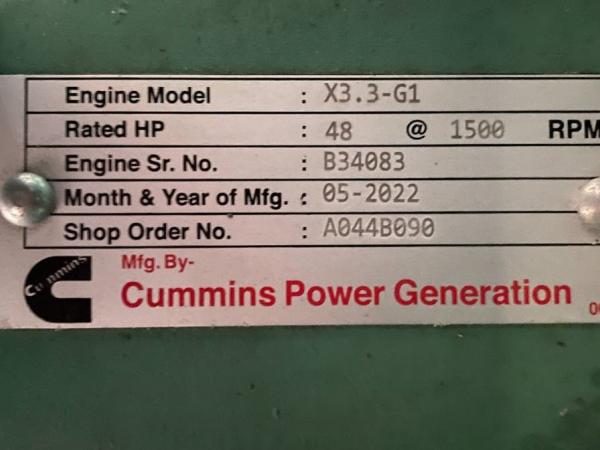 Engine Model : X3.3-G1
Rated HP : 48 @ 1500 RPM
Engine Sr. No. : B34083
Month & Year of Mfg. : 05-2022
Shop Order No. : A044B090
Cummins
Mfg. By-
Cummins Power Generation